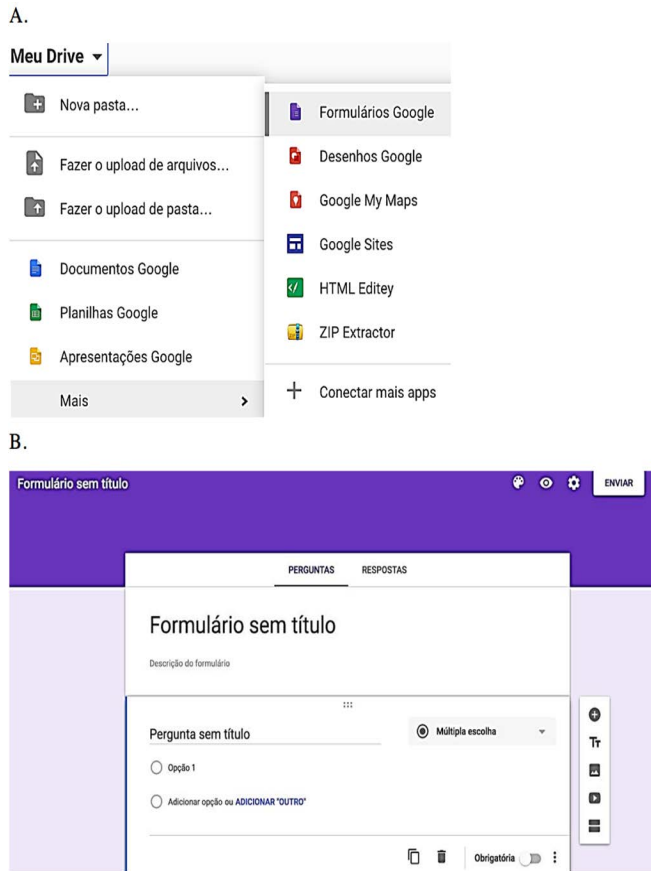 A.
Meu Drive
Nova pasta...
Fazer o upload de arquivos...
Fazer o upload de pasta...
Documentos Google
Planilhas Google
Apresentações Google
Mais
Formulários Google
Desenhos Google
Google My Maps
Google Sites
HTML Editey
ZIP Extractor
Conectar mais apps
B.
Formulário sem título
ENVIAR
PERGUNTAS RESPOSTAS
Formulário sem título
Descrição do formulário
Pergunta sem título
Múltipla escolha
Opção 1
Adicionar opção ou ADICIONAR "OUTRO"
Tт
Obrigatória